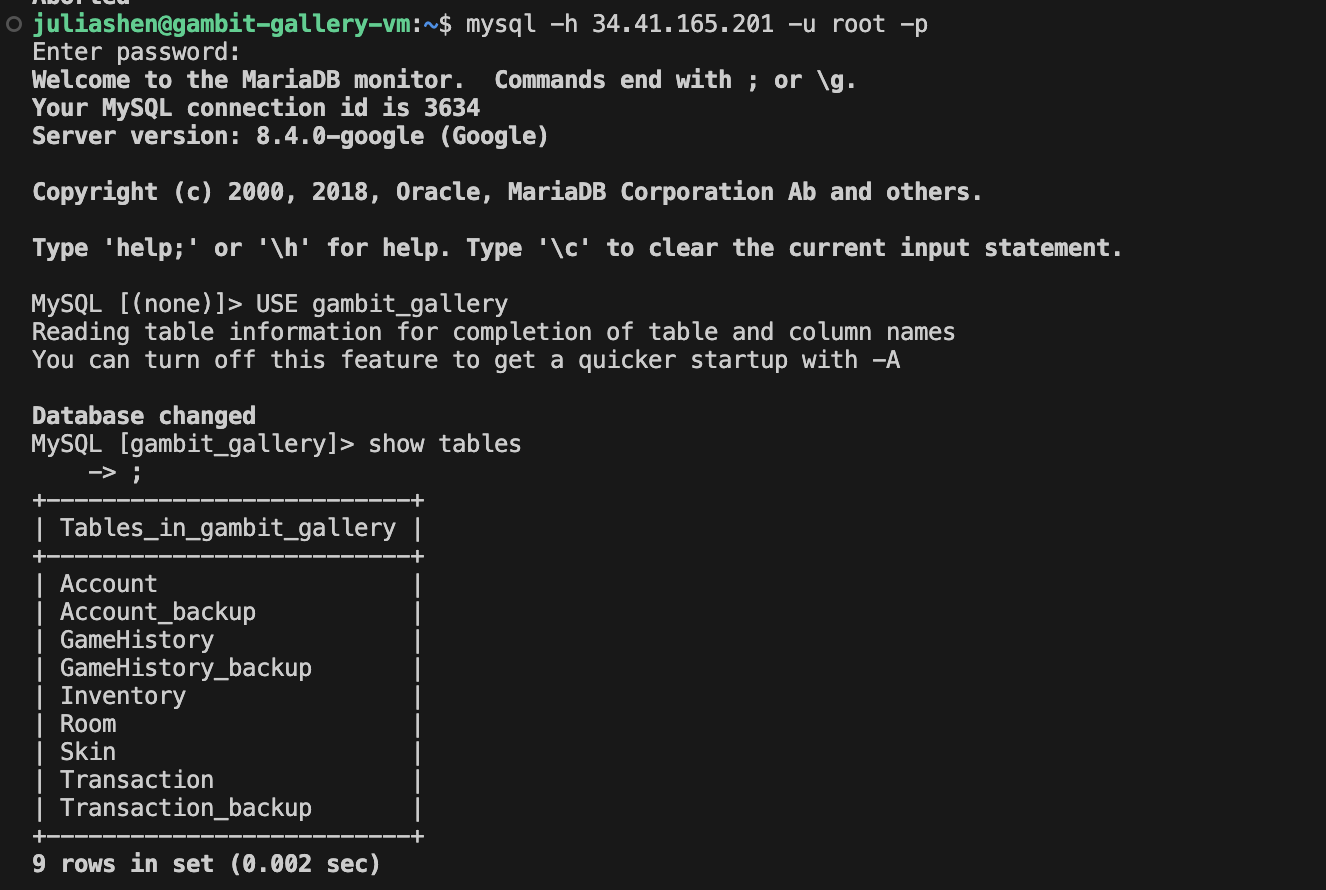 Aborted
juliashen@gambit-gallery-vm:~$ mysql -h 34.41.165.201 -u root -p
Enter password:
Welcome to the MariaDB monitor.  Commands end with ; or \g.
Your MySQL connection id is 3634
Server version: 8.4.0-google (Google)
Copyright (c) 2000, 2018, Oracle, MariaDB Corporation Ab and others.
Type 'help;' or '\h' for help. Type '\c' to clear the current input statement.
MySQL [(none)]> USE gambit_gallery
Reading table information for completion of table and column names
You can turn off this feature to get a quicker startup with -A
Database changed
MySQL [gambit_gallery]> show tables
    -> ;
+--------------------------+
| Tables_in_gambit_gallery |
+--------------------------+
| Account                  |
| Account_backup           |
| GameHistory              |
| GameHistory_backup       |
| Inventory                |
| Room                     |
| Skin                     |
| Transaction              |
| Transaction_backup       |
+--------------------------+
9 rows in set (0.002 sec)